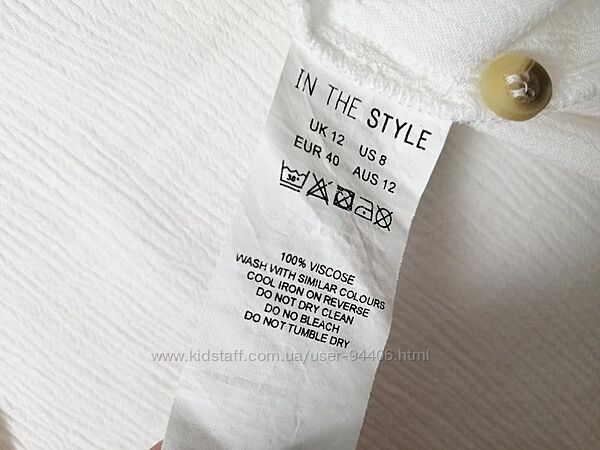 IN THE STYLE
UK 12 US 8
EUR 40 AUS 12
30°
100% VISCOSE
WASH WITH SIMILAR COLOURS
COOL IRON ON REVERSE
DO NOT DRY CLEAN
DO NO BLEACH
DO NOT TUMBLE DRY
www.kidstaff.com.ua/user-94406.html